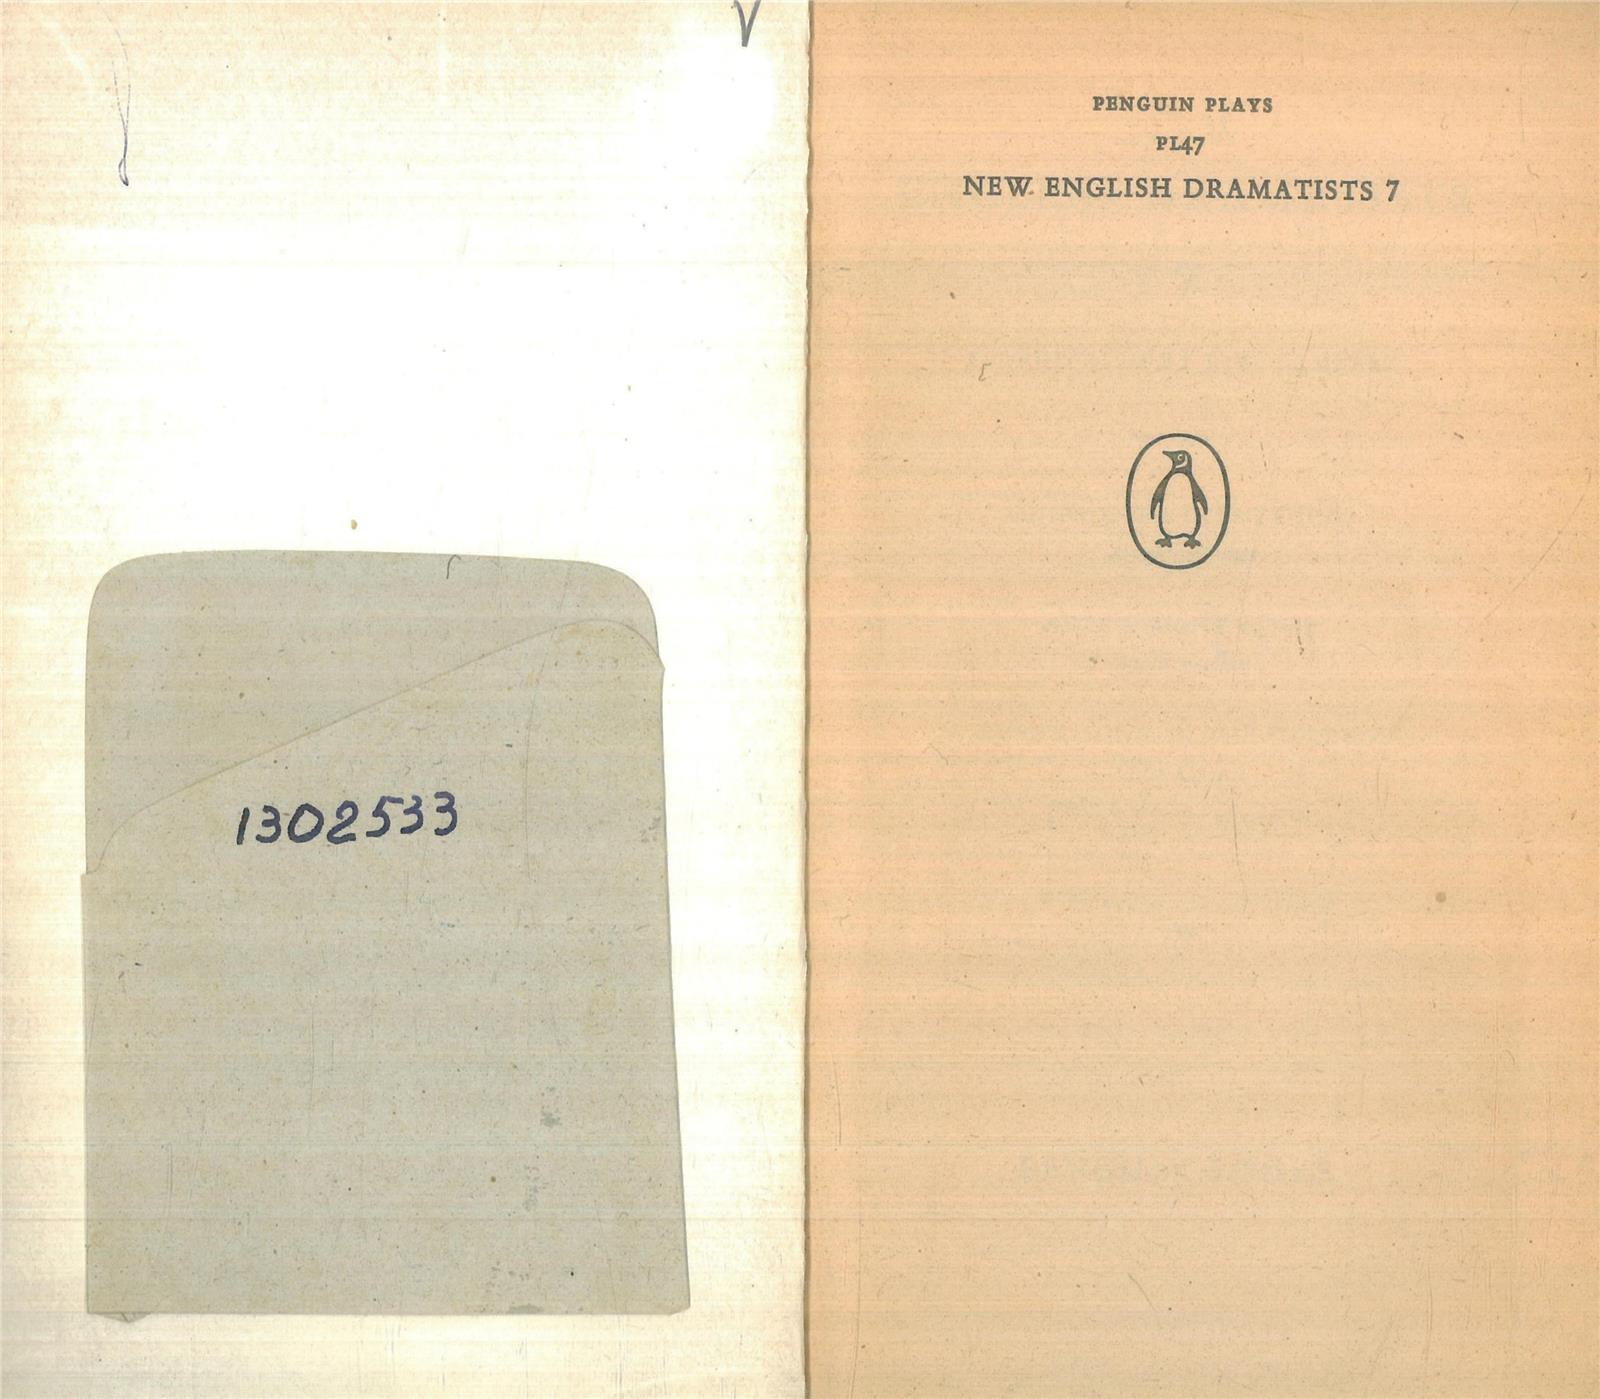 1302533
PENGUIN PLAYS
PL47
NEW ENGLISH DRAMATISTS 7